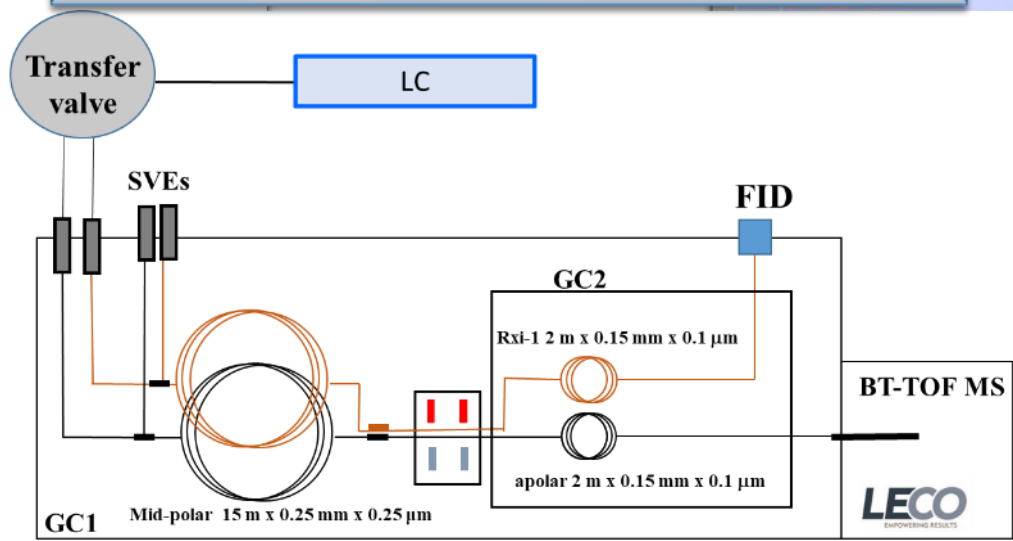 Transfer
valve
LC
SVEs
FID
GC2
Rxi-1 2 m x 0.15 mm x 0.1 μm
BT-TOF MS
apolar 2 m x 0.15 mm x 0.1 μm
Mid-polar 15 m x 0.25 mm x 0.25 μm
GC1
LECO
EMPOWERING RESULTS